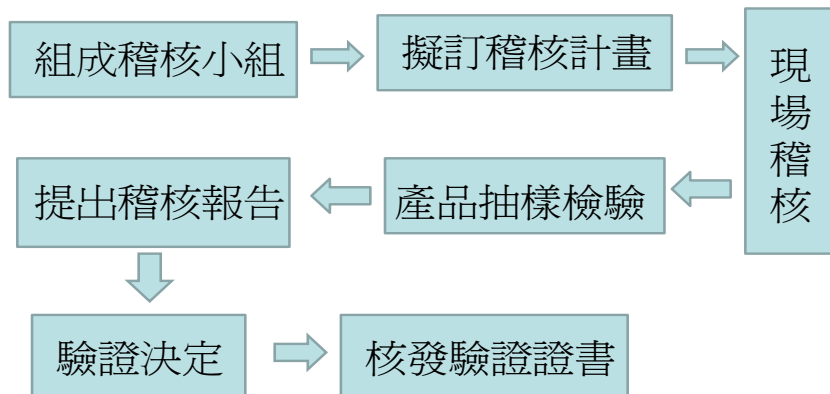 組成稽核小組
擬訂稽核計畫
現場稽核
產品抽樣檢驗
提出稽核報告
驗證決定
核發驗證證書